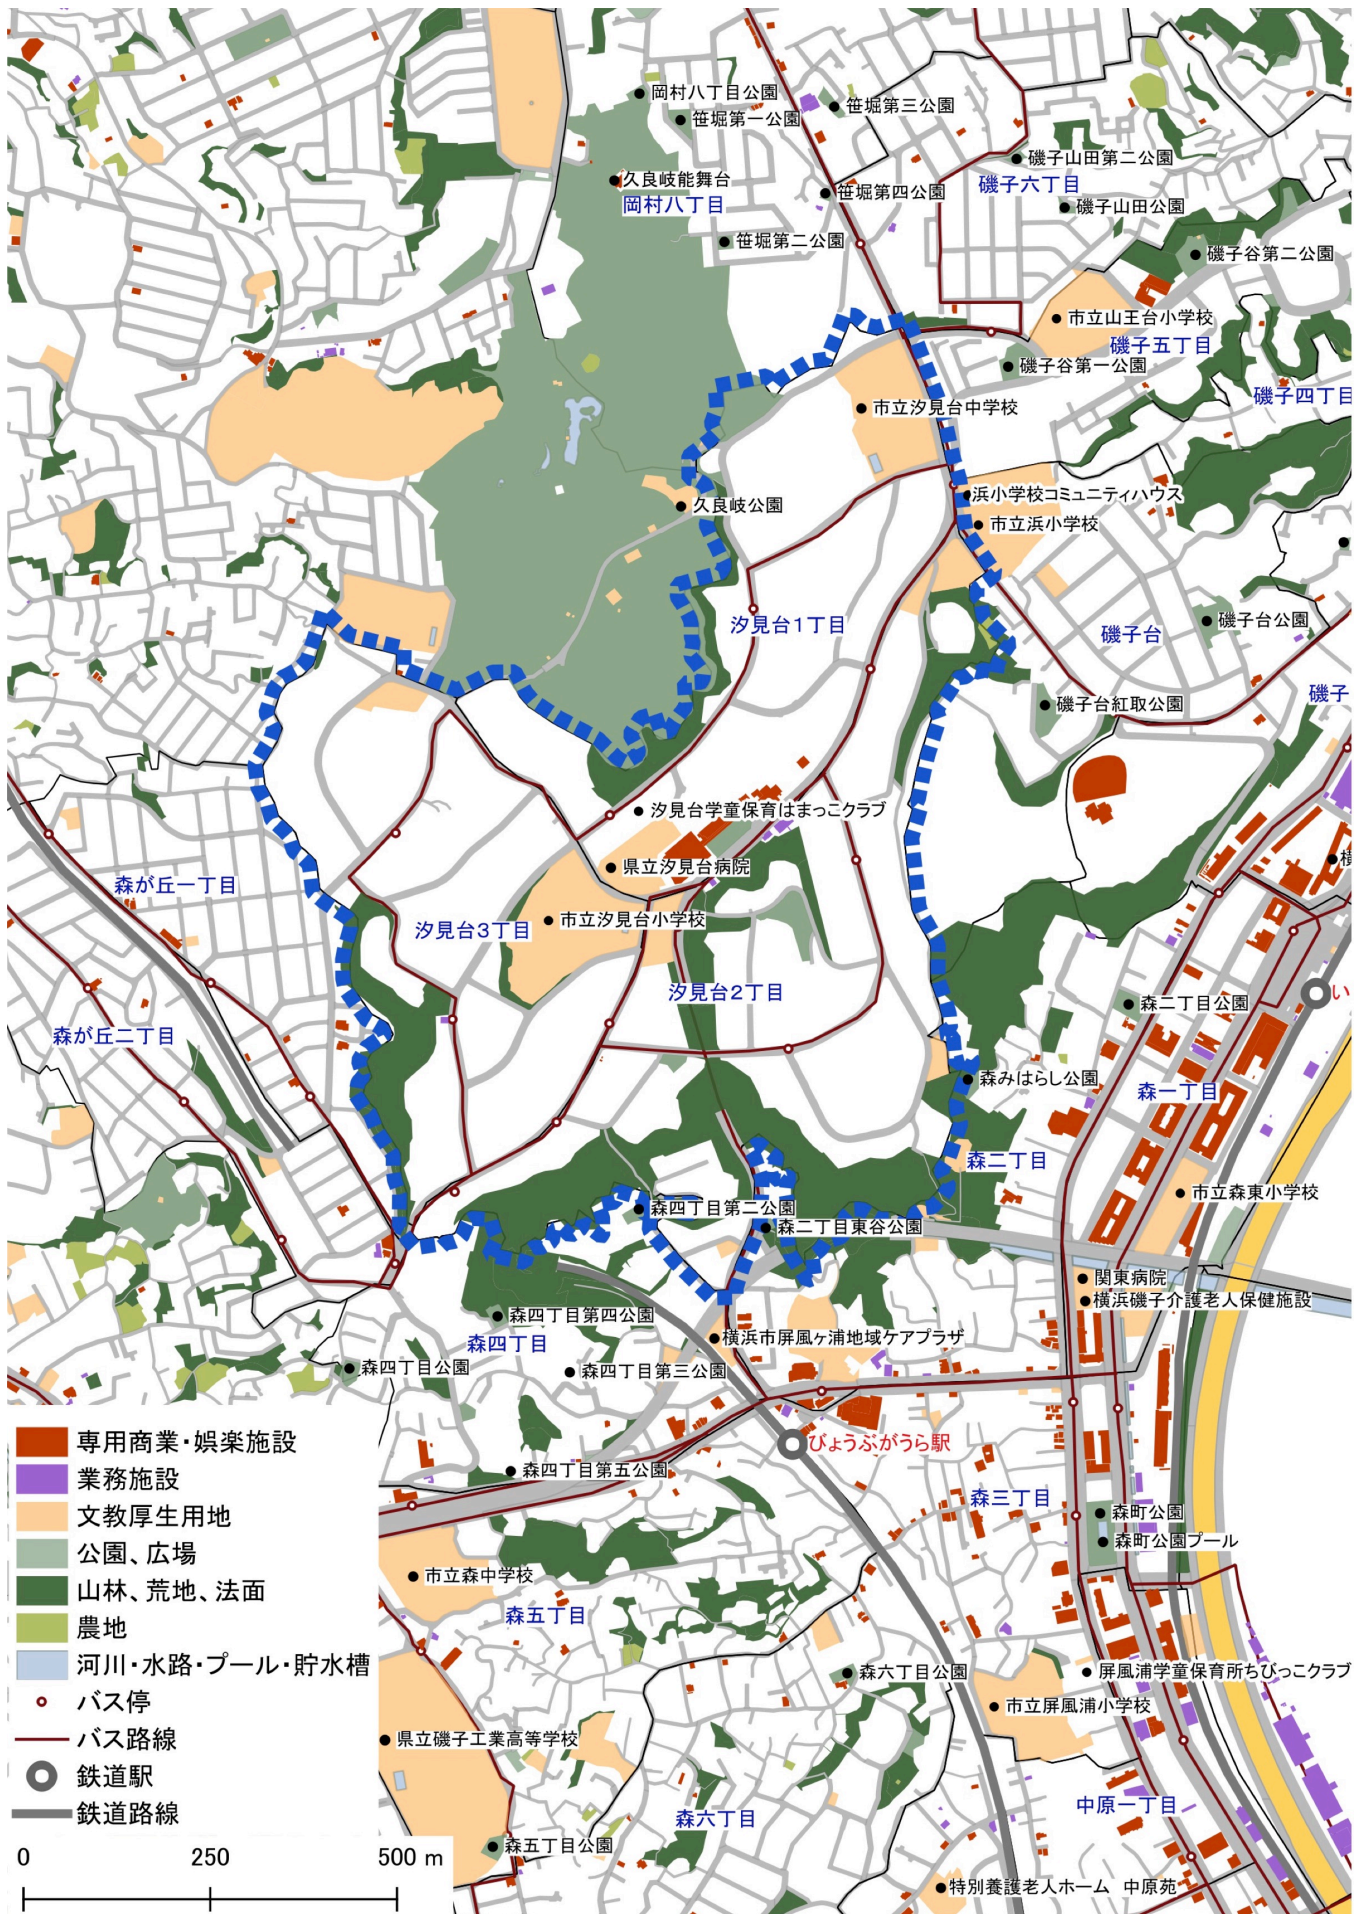 岡村八丁目公園
笹堀第三公園
笹堀第一公園
磯子山田第二公園
久良岐能舞台
磯子六丁目
笹堀第四公園
岡村八丁目
磯子山田公園
笹堀第二公園
磯子谷第二公園
市立山王台小学校
磯子五丁目
磯子谷第一公園
磯子四丁目
市立汐見台中学校
浜小学校コミュニティハウス
久良岐公園
市立浜小学校
汐見台1丁目
磯子台公園
磯子台
磯子
磯子台紅取公園
汐見台学童保育はまっこクラブ
横
県立汐見台病院
森が丘一丁目
市立汐見台小学校
汐見台3丁目
汐見台2丁目
い
森二丁目公園
森が丘二丁目
森みはらし公園
森一丁目
森二丁目
市立森東小学校
森四丁目第二公園
森二丁目東谷公園
関東病院
横浜磯子介護老人保健施設
森四丁目第四公園
横浜市屏風ヶ浦地域ケアプラザ
森四丁目
森四丁目公園
森四丁目第三公園
専用商業・娯楽施設
業務施設
文教厚生用地
公園、広場
山林、荒地、法面
農地
河川・水路・プール・貯水槽
バス停
バス路線
鉄道駅
鉄道路線
0 250 500 m
びょうぶがうら駅
森四丁目第五公園
森三丁目
森町公園
森町公園プール
市立森中学校
森五丁目
森六丁目公園
屏風浦学童保育所ちびっこクラブ
市立屏風浦小学校
県立磯子工業高等学校
中原一丁目
森六丁目
森五丁目公園
特別養護老人ホーム 中原苑